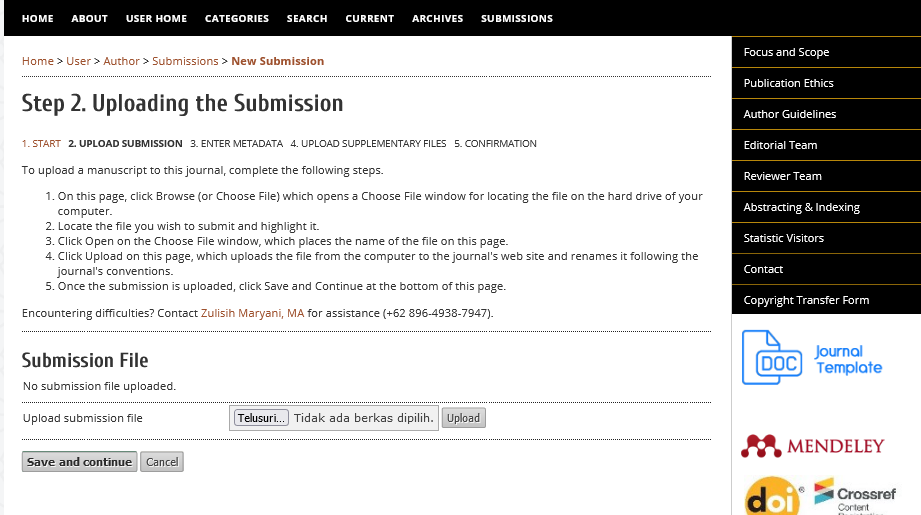 HOME ABOUT USER HOME CATEGORIES SEARCH CURRENT ARCHIVES SUBMISSIONS
Home > User > Author > Submissions > New Submission
Step 2. Uploading the Submission
1. START 2. UPLOAD SUBMISSION 3. ENTER METADATA 4. UPLOAD SUPPLEMENTARY FILES 5. CONFIRMATION
To upload a manuscript to this journal, complete the following steps.
1. On this page, click Browse (or Choose File) which opens a Choose File window for locating the file on the hard drive of your
computer.
2. Locate the file you wish to submit and highlight it.
3. Click Open on the Choose File window, which places the name of the file on this page.
4. Click Upload on this page, which uploads the file from the computer to the journal's web site and renames it following the
journal's conventions.
5. Once the submission is uploaded, click Save and Continue at the bottom of this page.
Encountering difficulties? Contact Zulisih Maryani, MA for assistance (+62 896-4938-7947).
Submission File
No submission file uploaded.
Upload submission file Telusuri... Tidak ada berkas dipilih. Upload
Save and continue Cancel
Focus and Scope
Publication Ethics
Author Guidelines
Editorial Team
Reviewer Team
Abstracting & Indexing
Statistic Visitors
Contact
Copyright Transfer Form
DOC Journal
Template
MENDELEY
doi®
Crossref
Content